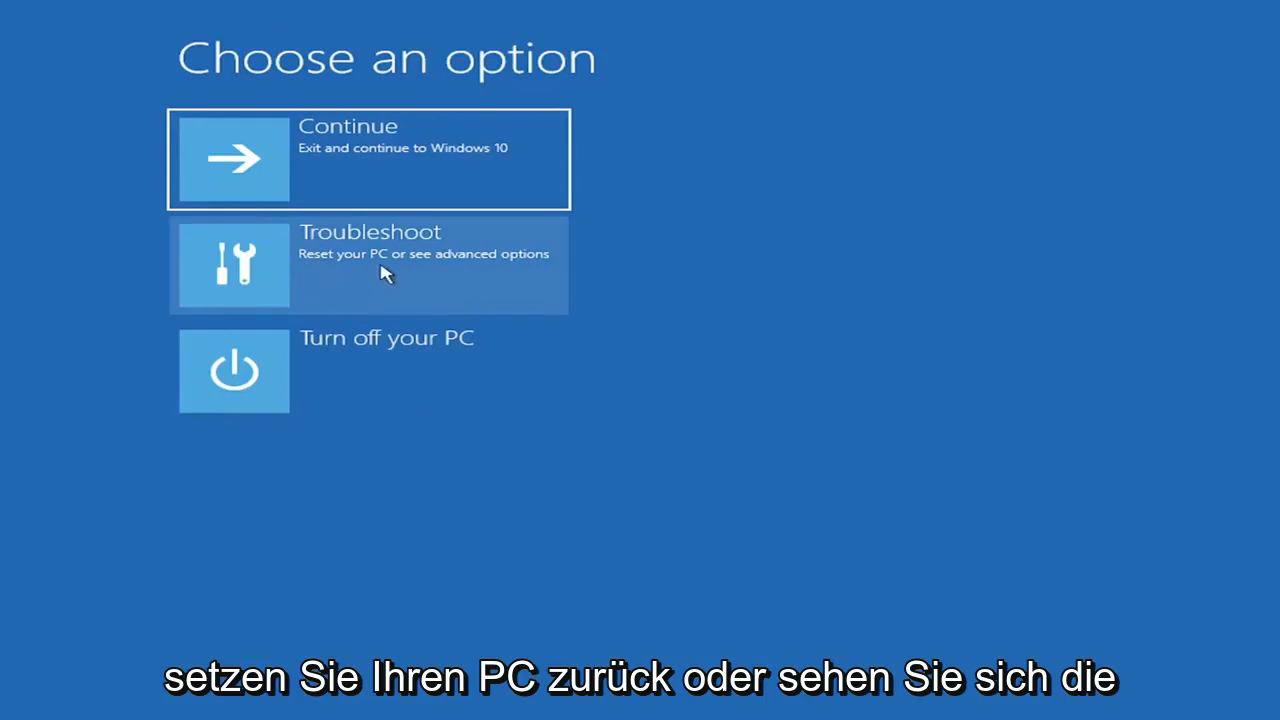 Choose an option
Continue
Exit and continue to Windows 10
Troubleshoot
Reset your PC or see advanced options
Turn off your PC
setzen Sie Ihren PC zurück oder sehen Sie sich die